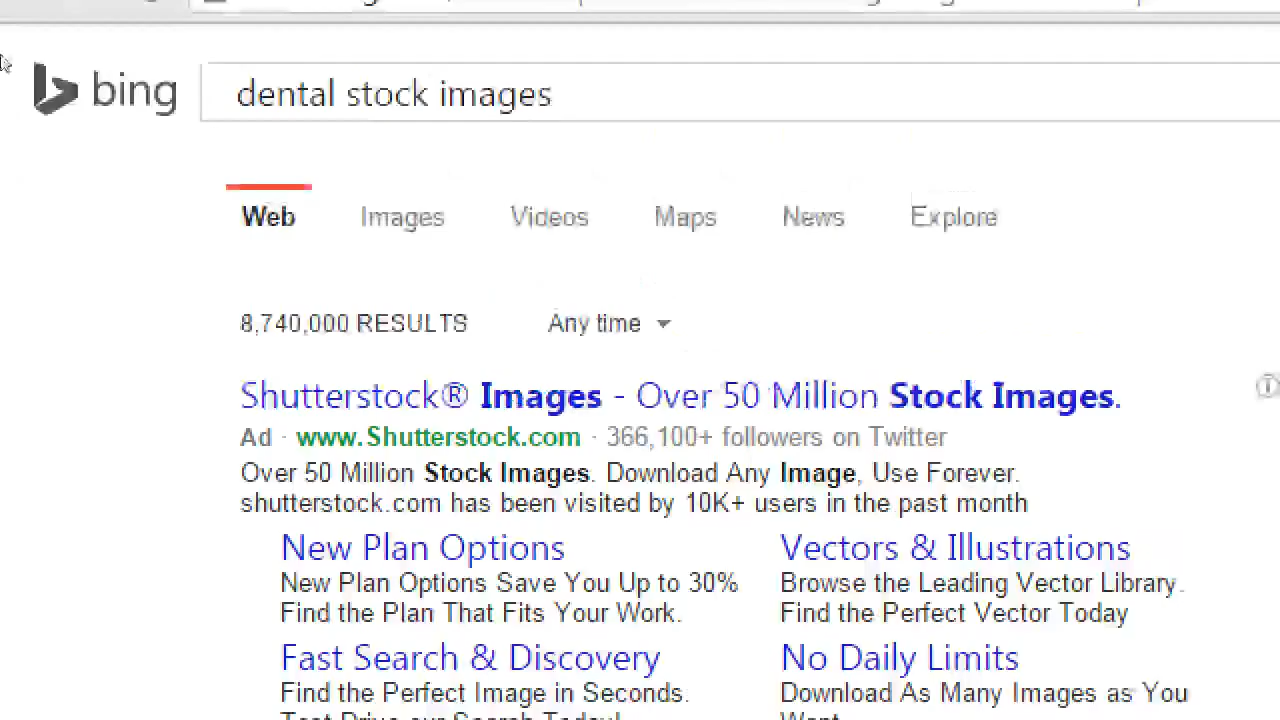 bing
dental stock images
Web Images Videos Maps News Explore
8,740,000 RESULTS Any time
Shutterstock® Images - Over 50 Million Stock Images.
Ad · www.Shutterstock.com · 366,100+ followers on Twitter
Over 50 Million Stock Images. Download Any Image, Use Forever.
shutterstock.com has been visited by 10K+ users in the past month
New Plan Options
New Plan Options Save You Up to 30%
Find the Plan That Fits Your Work.
Vectors & Illustrations
Browse the Leading Vector Library.
Find the Perfect Vector Today
Fast Search & Discovery
Find the Perfect Image in Seconds.
No Daily Limits
Download As Many Images as You
Want